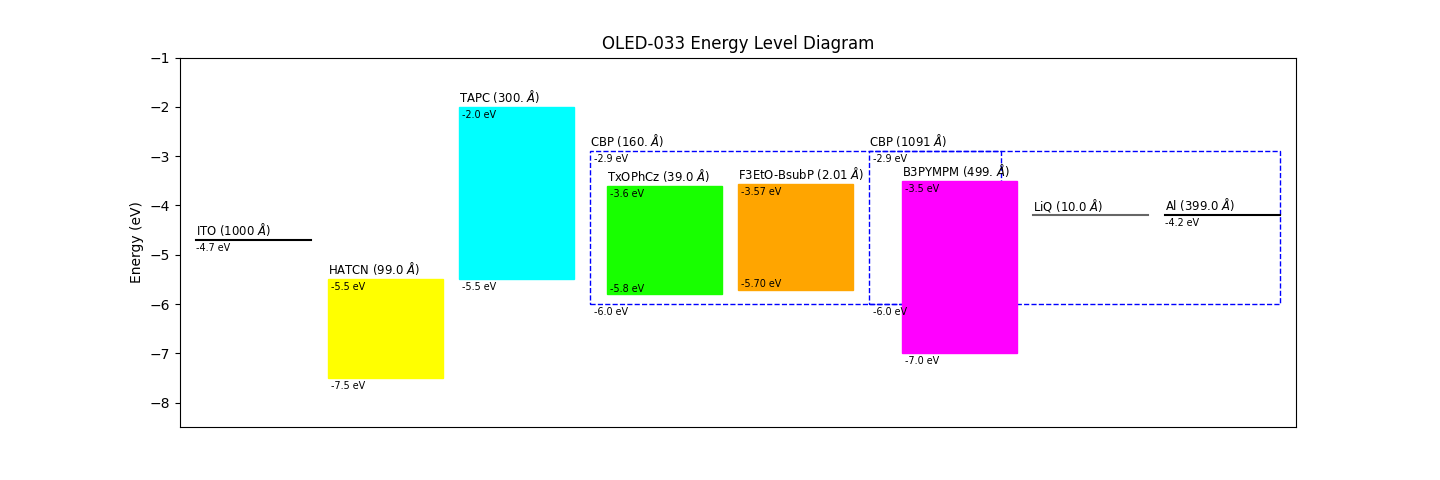 OLED-033 Energy Level Diagram
Energy (eV)
−1
−2
−3
−4
−5
−6
−7
−8
ITO (1000 Å)
-4.7 eV
HATCN (99.0 Å)
-5.5 eV
-7.5 eV
TAPC (300. Å)
-2.0 eV
-5.5 eV
CBP (160. Å)
-2.9 eV
TxOPhCz (39.0 Å)
-3.6 eV
-5.8 eV
-6.0 eV
F3EtO-BsubP (2.01 Å)
-3.57 eV
-5.70 eV
CBP (1091 Å)
-2.9 eV
-6.0 eV
B3PYMPM (499. Å)
-3.5 eV
-7.0 eV
LiQ (10.0 Å)
Al (399.0 Å)
-4.2 eV